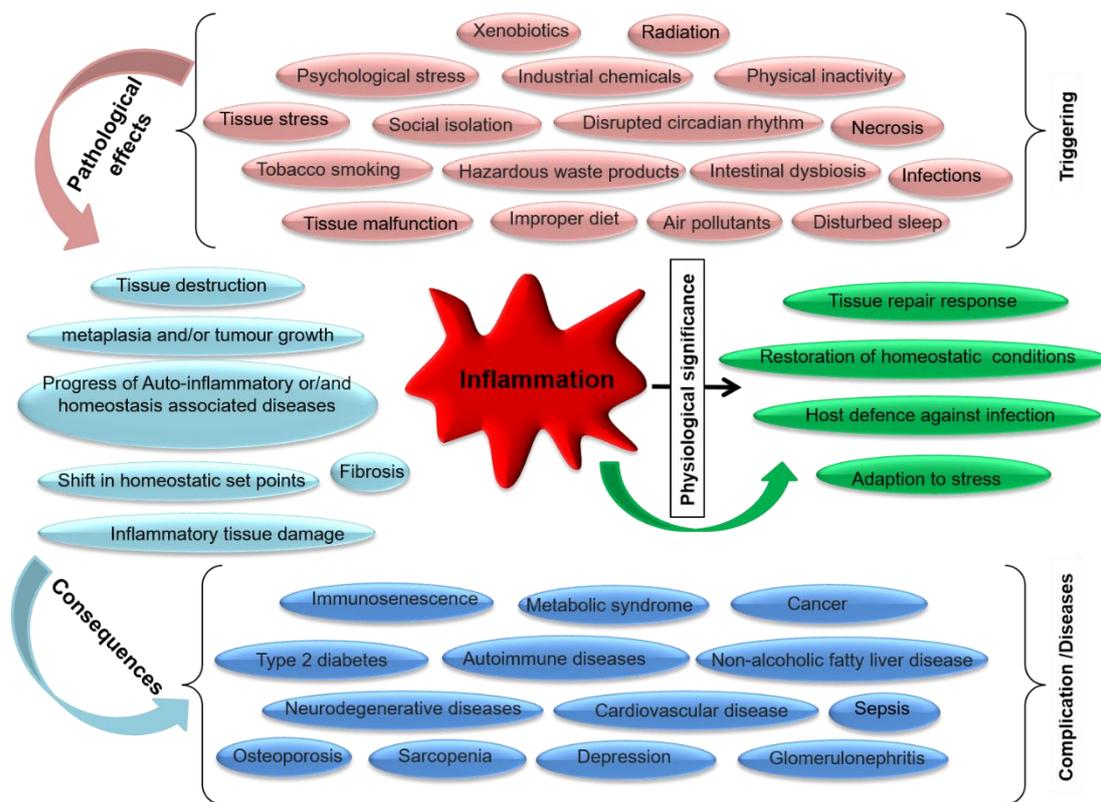 Xenobiotics
Radiation
Psychological stress
Industrial chemicals
Physical inactivity
Tissue stress
Social isolation
Disrupted circadian rhythm
Necrosis
Tobacco smoking
Hazardous waste products
Intestinal dysbiosis
Infections
Tissue malfunction
Improper diet
Air pollutants
Disturbed sleep
Triggering
Pathological
effects
Tissue destruction
metaplasia and/or tumour growth
Progress of Auto-inflammatory or/and
homeostasis associated diseases
Shift in homeostatic set points
Fibrosis
Inflammatory tissue damage
Inflammation
Physiological significance
Tissue repair response
Restoration of homeostatic conditions
Host defence against infection
Adaption to stress
Consequences
Immunosenescence
Metabolic syndrome
Cancer
Type 2 diabetes
Autoimmune diseases
Non-alcoholic fatty liver disease
Neurodegenerative diseases
Cardiovascular disease
Sepsis
Osteoporosis
Sarcopenia
Depression
Glomerulonephritis
Complication /Diseases